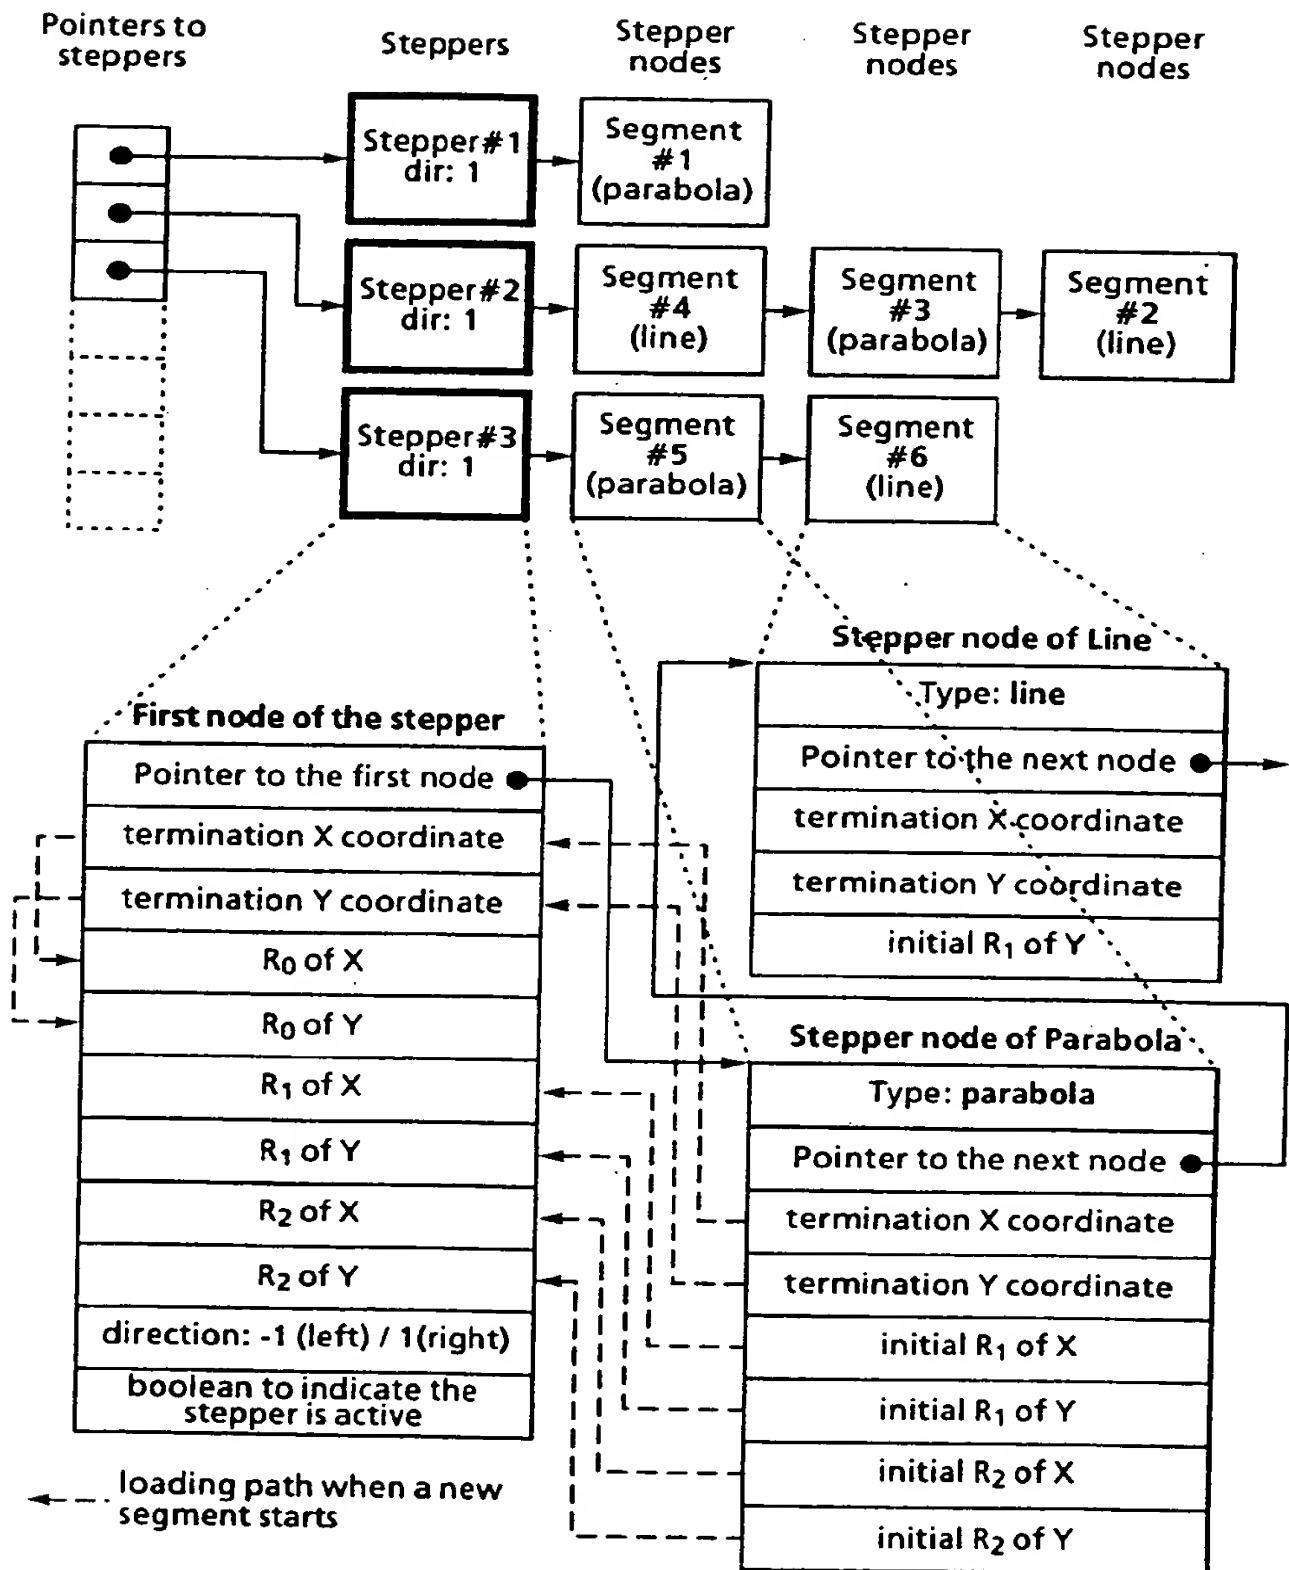 Pointers to
steppers
Steppers
Stepper
nodes
Stepper
nodes
Stepper
nodes
Stepper#1
dir: 1
Segment
#1
(parabola)
Stepper#2
dir: 1
Segment
#4
(line)
Segment
#3
(parabola)
Segment
#2
(line)
Stepper#3
dir: 1
Segment
#5
(parabola)
Segment
#6
(line)
First node of the stepper
Pointer to the first node
termination X coordinate
termination Y coordinate
R0 of X
R0 of Y
R1 of X
R1 of Y
R2 of X
R2 of Y
direction: -1 (left) / 1(right)
boolean to indicate the
stepper is active
Stepper node of Line
Type: line
Pointer to the next node
termination X coordinate
termination Y coordinate
initial R1 of Y
Stepper node of Parabola
Type: parabola
Pointer to the next node
termination X coordinate
termination Y coordinate
initial R1 of X
initial R1 of Y
initial R2 of X
initial R2 of Y
loading path when a new
segment starts